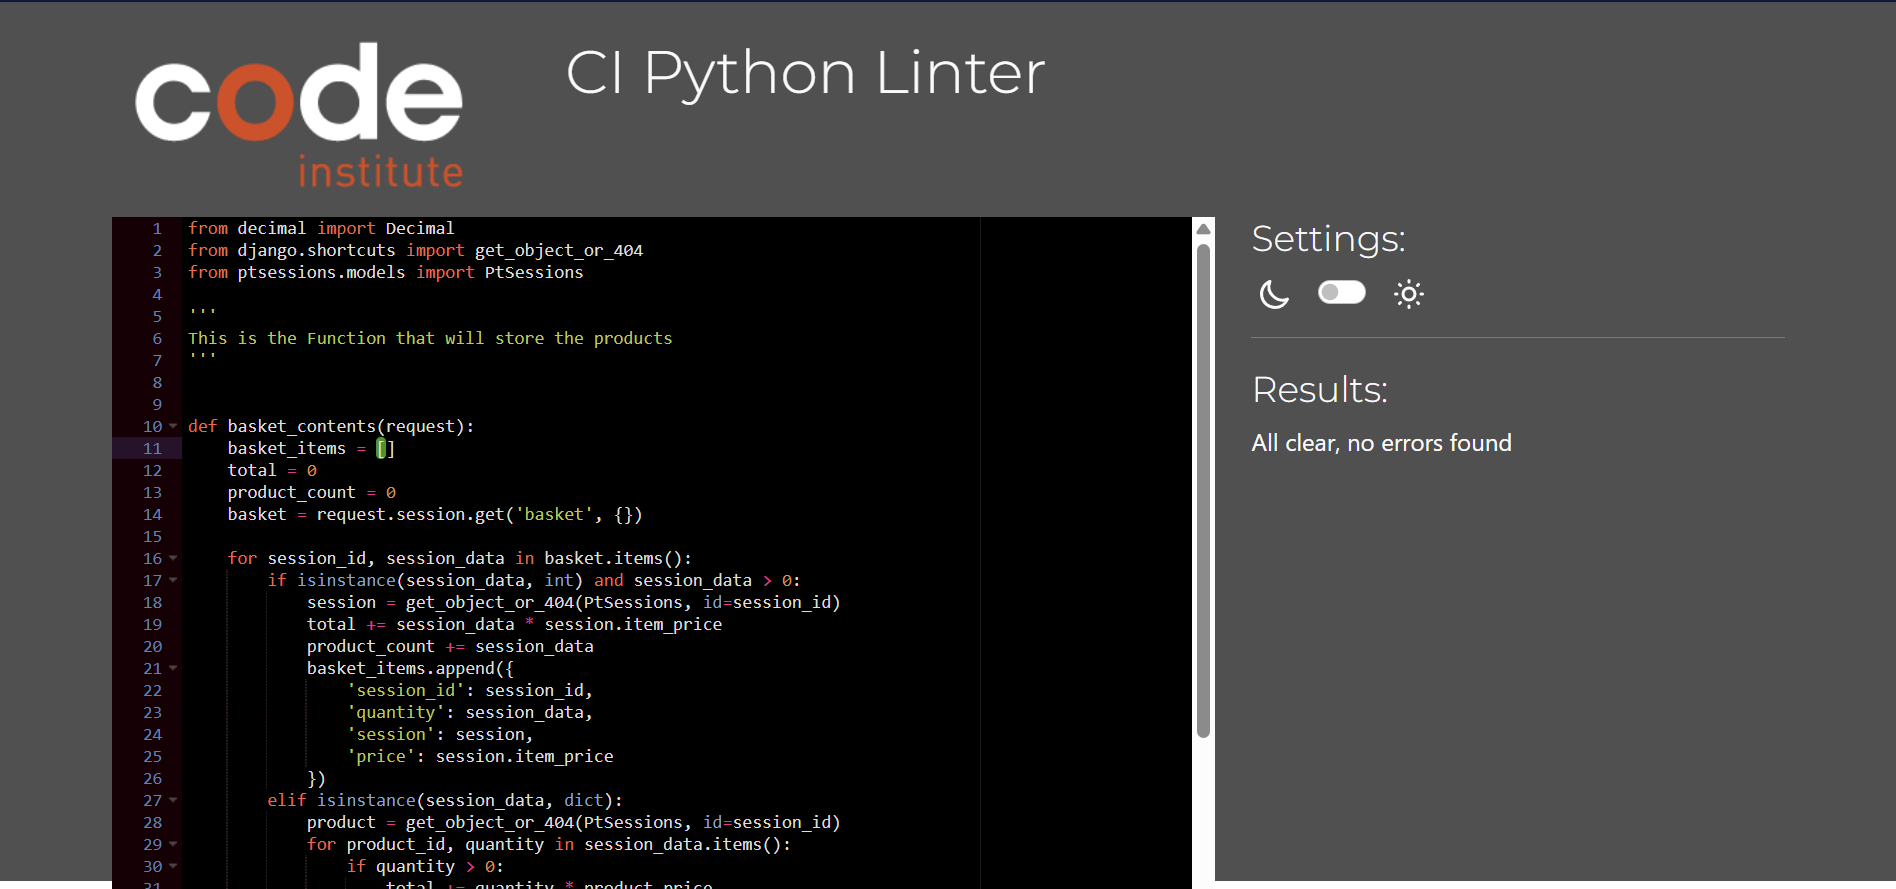 code
institute
CI Python Linter
1 from decimal import Decimal
2 from django.shortcuts import get_object_or_404
3 from ptsessions.models import PtSessions
4
5 '''
6 This is the Function that will store the products
7 '''
8
9
10 def basket_contents(request):
11     basket_items = []
12     total = 0
13     product_count = 0
14     basket = request.session.get('basket', {})
15
16     for session_id, session_data in basket.items():
17         if isinstance(session_data, int) and session_data > 0:
18             session = get_object_or_404(PtSessions, id=session_id)
19             total += session_data * session.item_price
20             product_count += session_data
21             basket_items.append({
22                 'session_id': session_id,
23                 'quantity': session_data,
24                 'session': session,
25                 'price': session.item_price
26             })
27         elif isinstance(session_data, dict):
28             product = get_object_or_404(PtSessions, id=session_id)
29             for product_id, quantity in session_data.items():
30                 if quantity > 0:
31                     total += quantity * product.price
Settings:
Results:
All clear, no errors found